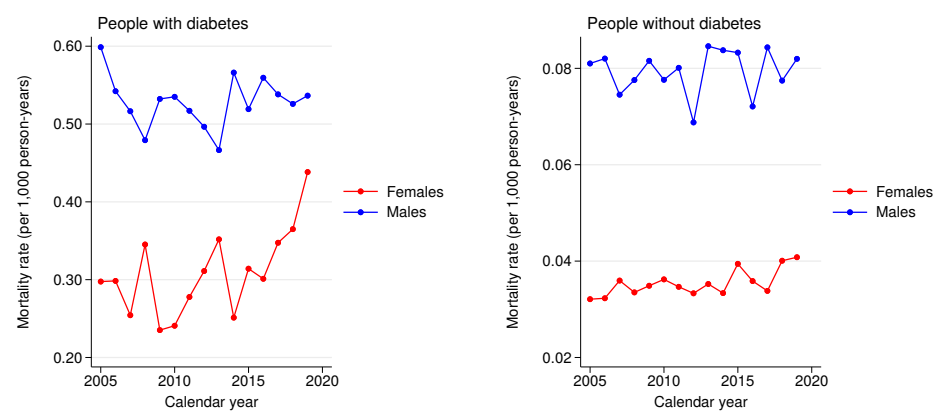 People with diabetes
Mortality rate (per 1,000 person-years)
0.60
0.50
0.40
0.30
0.20
2005
2010
2015
2020
Calendar year
Females
Males
People without diabetes
Mortality rate (per 1,000 person-years)
0.08
0.06
0.04
0.02
2005
2010
2015
2020
Calendar year
Females
Males